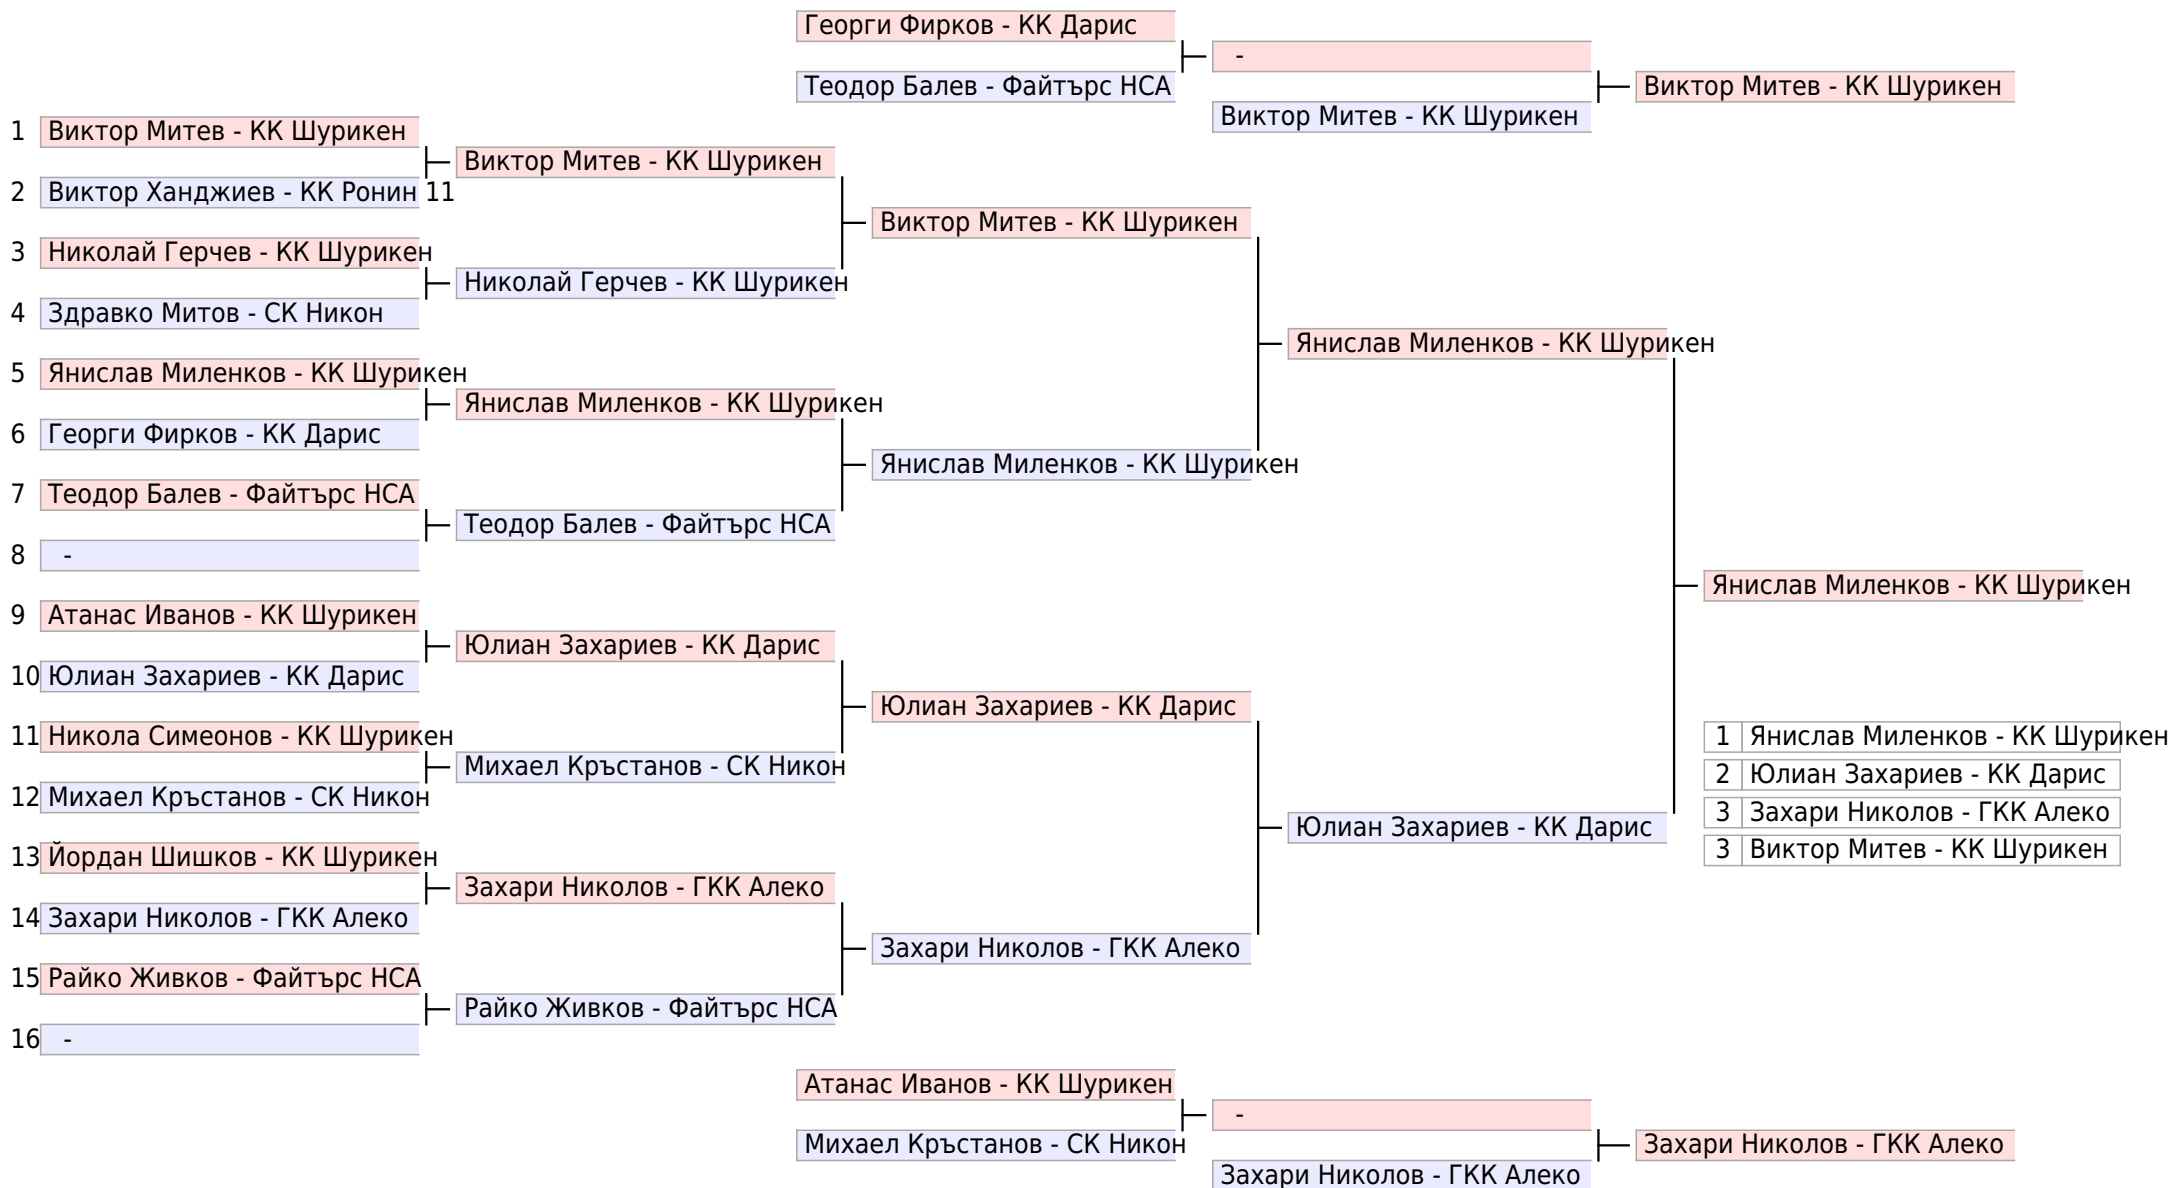 Георги Фирков - КК Дарис
-
Теодор Балев - Файтърс НСА
Виктор Митев - КК Шурикен
Виктор Митев - КК Шурикен
1 Виктор Митев - КК Шурикен
Виктор Митев - КК Шурикен
2 Виктор Ханджиев - КК Ронин 11
Виктор Митев - КК Шурикен
3 Николай Герчев - КК Шурикен
Николай Герчев - КК Шурикен
4 Здравко Митов - СК Никон
Янислав Миленков - КК Шурикен
5 Янислав Миленков - КК Шурикен
Янислав Миленков - КК Шурикен
6 Георги Фирков - КК Дарис
Янислав Миленков - КК Шурикен
7 Теодор Балев - Файтърс НСА
Теодор Балев - Файтърс НСА
8 -
Янислав Миленков - КК Шурикен
9 Атанас Иванов - КК Шурикен
Юлиан Захариев - КК Дарис
10 Юлиан Захариев - КК Дарис
Юлиан Захариев - КК Дарис
11 Никола Симеонов - КК Шурикен
1 Янислав Миленков - КК Шурикен
Михаел Кръстанов - СК Никон
2 Юлиан Захариев - КК Дарис
12 Михаел Кръстанов - СК Никон
3 Захари Николов - ГКК Алеко
Юлиан Захариев - КК Дарис
3 Виктор Митев - КК Шурикен
13 Йордан Шишков - КК Шурикен
Захари Николов - ГКК Алеко
14 Захари Николов - ГКК Алеко
Захари Николов - ГКК Алеко
15 Райко Живков - Файтърс НСА
Райко Живков - Файтърс НСА
16 -
Атанас Иванов - КК Шурикен
-
Михаел Кръстанов - СК Никон
Захари Николов - ГКК Алеко
Захари Николов - ГКК Алеко